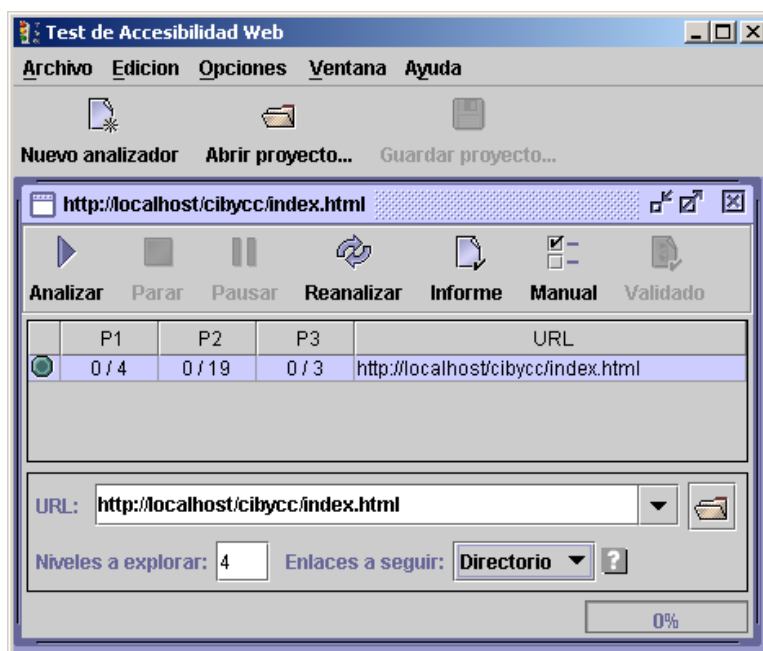 Test de Accesibilidad Web
Archivo Edicion Opciones Ventana Ayuda
Nuevo analizador Abrir proyecto... Guardar proyecto...
http://localhost/cibycc/index.html
Analizar Parar Pausar Reanalizar Informe Manual Validado
P1 P2 P3 URL
0 / 4 0 / 19 0 / 3 http://localhost/cibycc/index.html
URL: http://localhost/cibycc/index.html
Niveles a explorar: 4 Enlaces a seguir: Directorio ?
0%